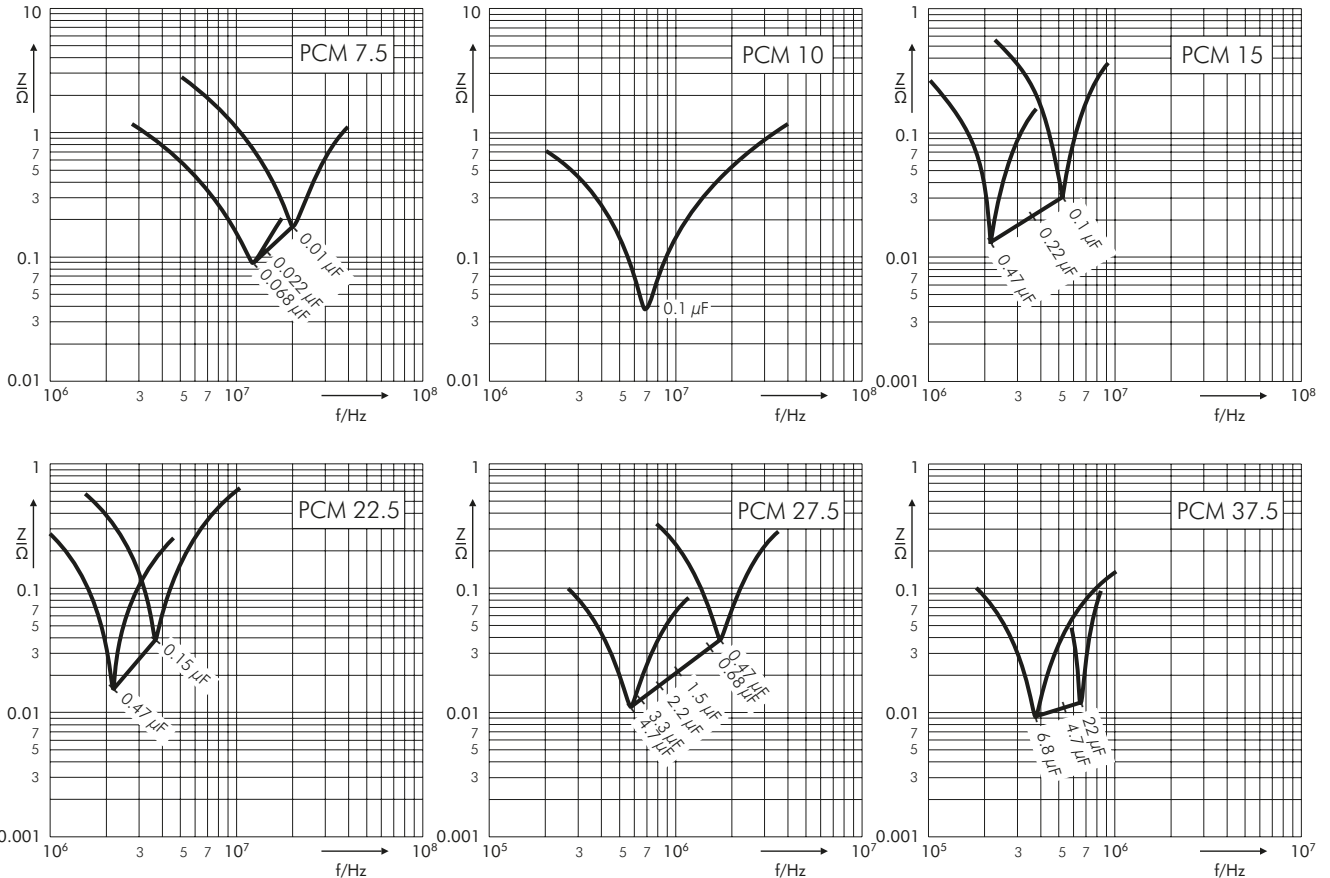 10
PCM 7.5
Z
Ω
1
7
5
3
0.1
7
5
3
0.01
0.01 µF
0.022 µF
0.068 µF
10⁶ 3 5 7 10⁷ 10⁸
f/Hz
10
PCM 10
Z
Ω
1
7
5
3
0.1
7
5
3
0.01
0.1 µF
10⁶ 3 5 7 10⁷ 10⁸
f/Hz
1
PCM 15
Z
Ω
0.1
7
5
3
0.01
7
5
3
0.001
0.1 µF
0.22 µF
0.47 µF
10⁶ 3 5 7 10⁷ 10⁸
f/Hz
1
PCM 22.5
Z
Ω
0.1
7
5
3
0.01
7
5
3
0.001
0.15 µF
0.47 µF
10⁶ 3 5 7 10⁷ 10⁸
f/Hz
1
PCM 27.5
Z
Ω
0.1
7
5
3
0.01
7
5
3
0.001
0.47 µF
0.68 µF
1.5 µF
2.2 µF
3.3 µF
4.7 µF
10⁵ 3 5 7 10⁶ 10⁷
f/Hz
1
PCM 37.5
Z
Ω
0.1
7
5
3
0.01
7
5
3
0.001
22 µF
4.7 µF
6.8 µF
10⁵ 3 5 7 10⁶ 10⁷
f/Hz